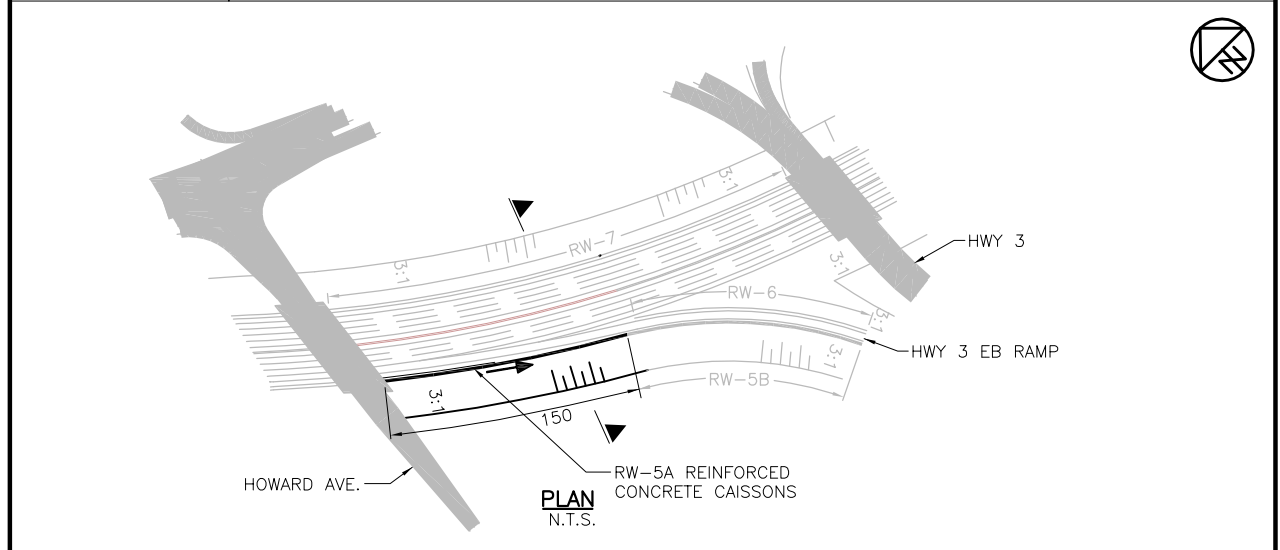 N
3:1
RW-7
3:1
HWY 3
3:1
RW-6
3:1
HWY 3 EB RAMP
3:1
RW-5B
3:1
150
HOWARD AVE.
RW-5A REINFORCED
CONCRETE CAISSONS
PLAN
N.T.S.